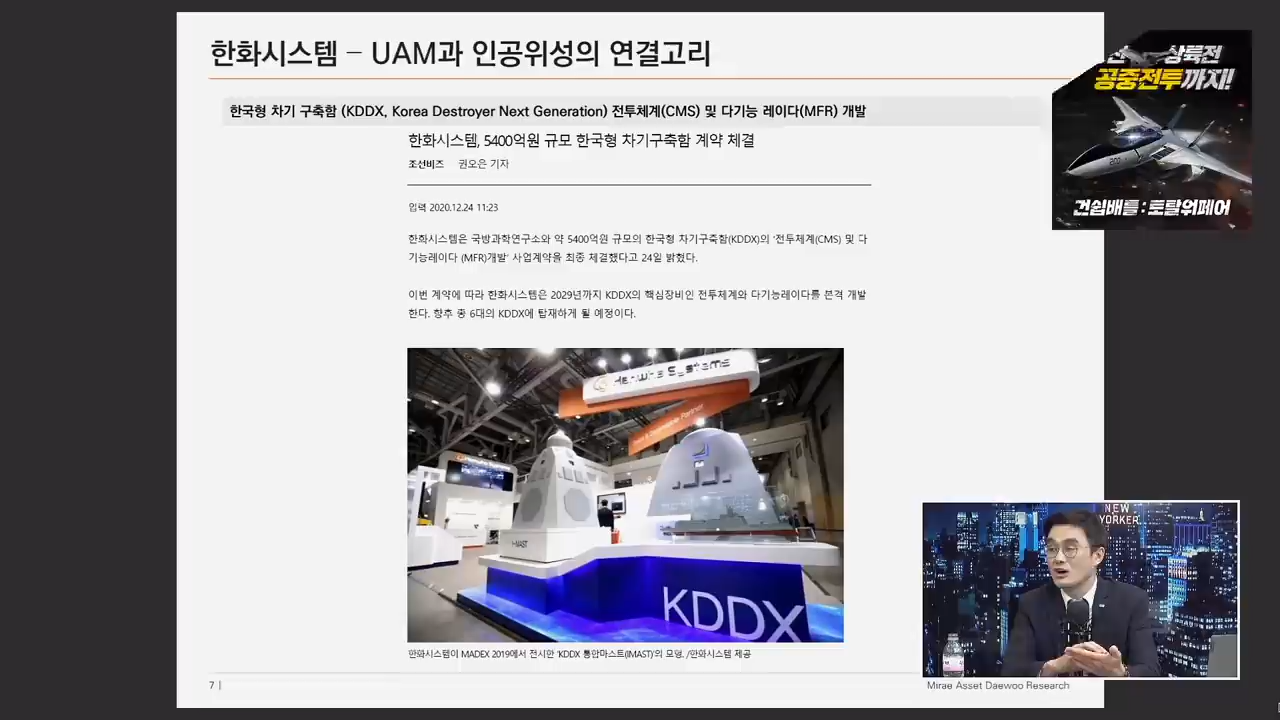 한화시스템 – UAM과 인공위성의 연결고리
한국형 차기 구축함 (KDDX, Korea Destroyer Next Generation) 전투체계(CMS) 및 다기능 레이다(MFR) 개발
한화시스템, 5400억원 규모 한국형 차기구축함 계약 체결
조선비즈 권오은 기자
입력 2020.12.24 11:23
한화시스템은 국방과학연구소와 약 5400억원 규모의 한국형 차기구축함(KDDX)의 '전투체계(CMS) 및 다
기능레이다 (MFR)개발' 사업계약을 최종 체결했다고 24일 밝혔다.
이번 계약에 따라 한화시스템은 2029년까지 KDDX의 핵심장비인 전투체계와 다기능레이다를 본격 개발
한다. 향후 총 6대의 KDDX에 탑재하게 될 예정이다.
Hanwha Systems
I-MAST
KDDX
한화시스템이 MADEX 2019에서 전시한 'KDDX 통합마스트(IMAST)'의 모형. /한화시스템 제공
7 |
Mirae Asset Daewoo Research
상륙전
공중전투까지!
건쉽배틀 : 토탈워페어
NEW
YORKER